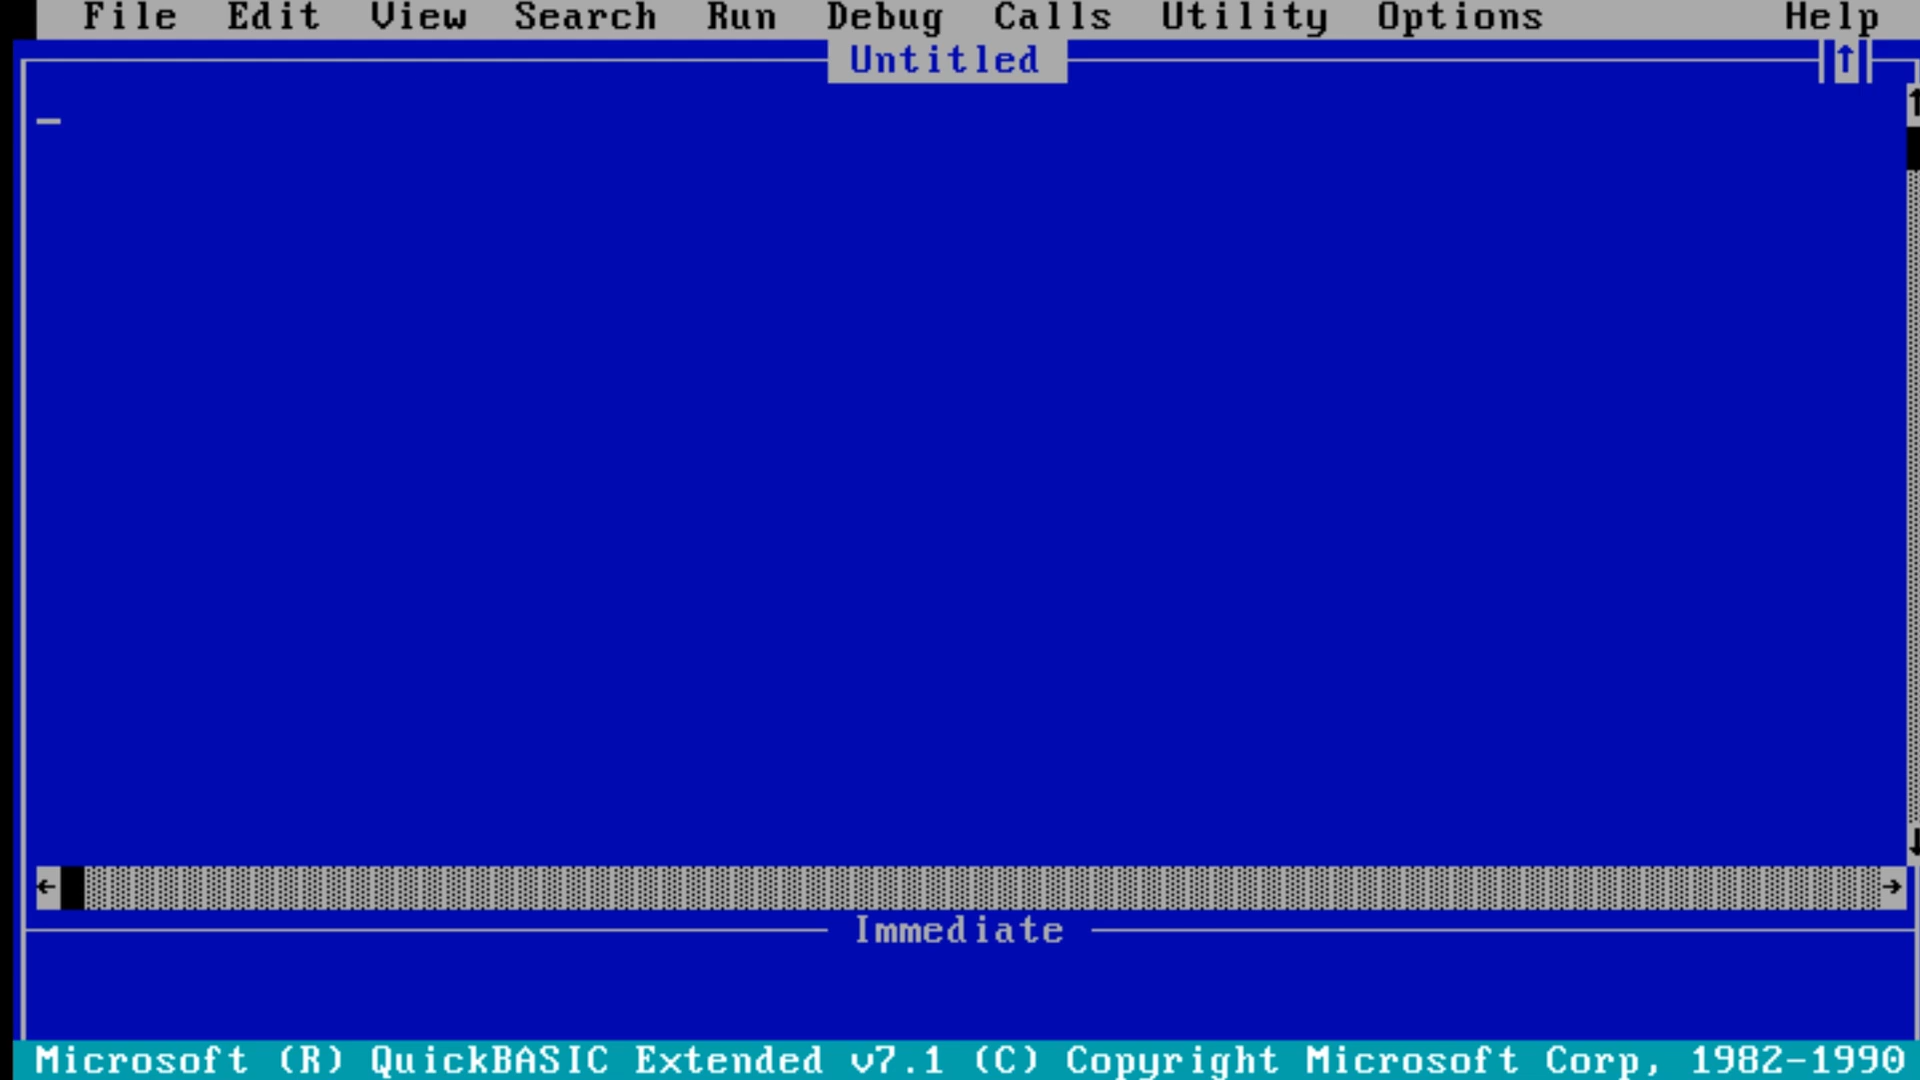 File Edit View Search Run Debug Calls Utility Options Help
Untitled
Immediate
Microsoft (R) QuickBASIC Extended v7.1 (C) Copyright Microsoft Corp, 1982-1990